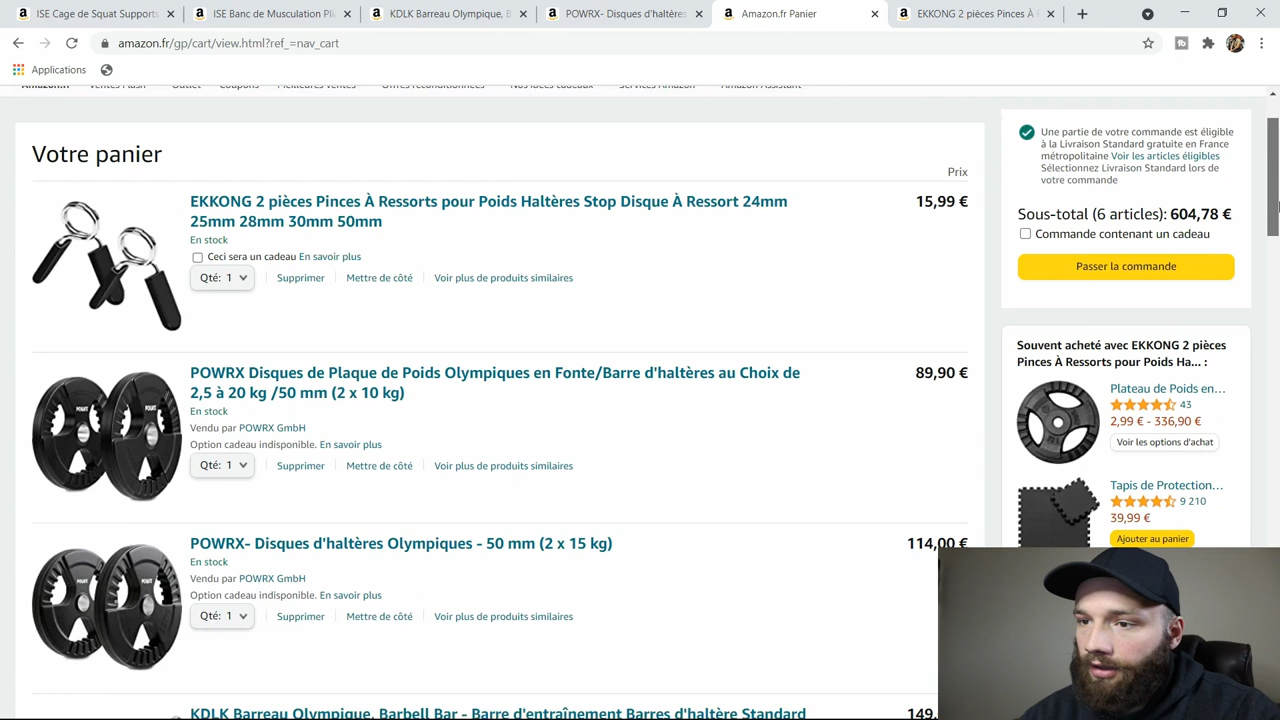 ISE Cage de Squat Supports
ISE Banc de Musculation Pli
KDLK Barreau Olympique, B
POWRX- Disques d'haltères
Amazon.fr Panier
EKKONG 2 pièces Pinces À
amazon.fr/gp/cart/view.html?ref_=nav_cart
Applications
Amazon.fr Ventes Flash Outlet Coupons Meilleures ventes Offres reconditionnées Nos idées cadeaux Services Amazon Amazon Assistant
Votre panier
Prix
EKKONG 2 pièces Pinces À Ressorts pour Poids Haltères Stop Disque À Ressort 24mm
25mm 28mm 30mm 50mm
15,99 €
En stock
Ceci sera un cadeau En savoir plus
Qté: 1 Supprimer Mettre de côté Voir plus de produits similaires
POWRX Disques de Plaque de Poids Olympiques en Fonte/Barre d'haltères au Choix de
2,5 à 20 kg /50 mm (2 x 10 kg)
89,90 €
En stock
Vendu par POWRX GmbH
Option cadeau indisponible. En savoir plus
Qté: 1 Supprimer Mettre de côté Voir plus de produits similaires
POWRX- Disques d'haltères Olympiques - 50 mm (2 x 15 kg)
114,00 €
En stock
Vendu par POWRX GmbH
Option cadeau indisponible. En savoir plus
Qté: 1 Supprimer Mettre de côté Voir plus de produits similaires
KDLK Barreau Olympique, Barbell Bar - Barre d'entraînement Barres d'haltère Standard
149,
Une partie de votre commande est éligible
à la Livraison Standard gratuite en France
métropolitaine Voir les articles éligibles
Sélectionnez Livraison Standard lors de
votre commande
Sous-total (6 articles): 604,78 €
Commande contenant un cadeau
Passer la commande
Souvent acheté avec EKKONG 2 pièces
Pinces À Ressorts pour Poids Ha... :
Plateau de Poids en...
43
2,99 € - 336,90 €
Voir les options d'achat
Tapis de Protection...
9 210
39,99 €
Ajouter au panier